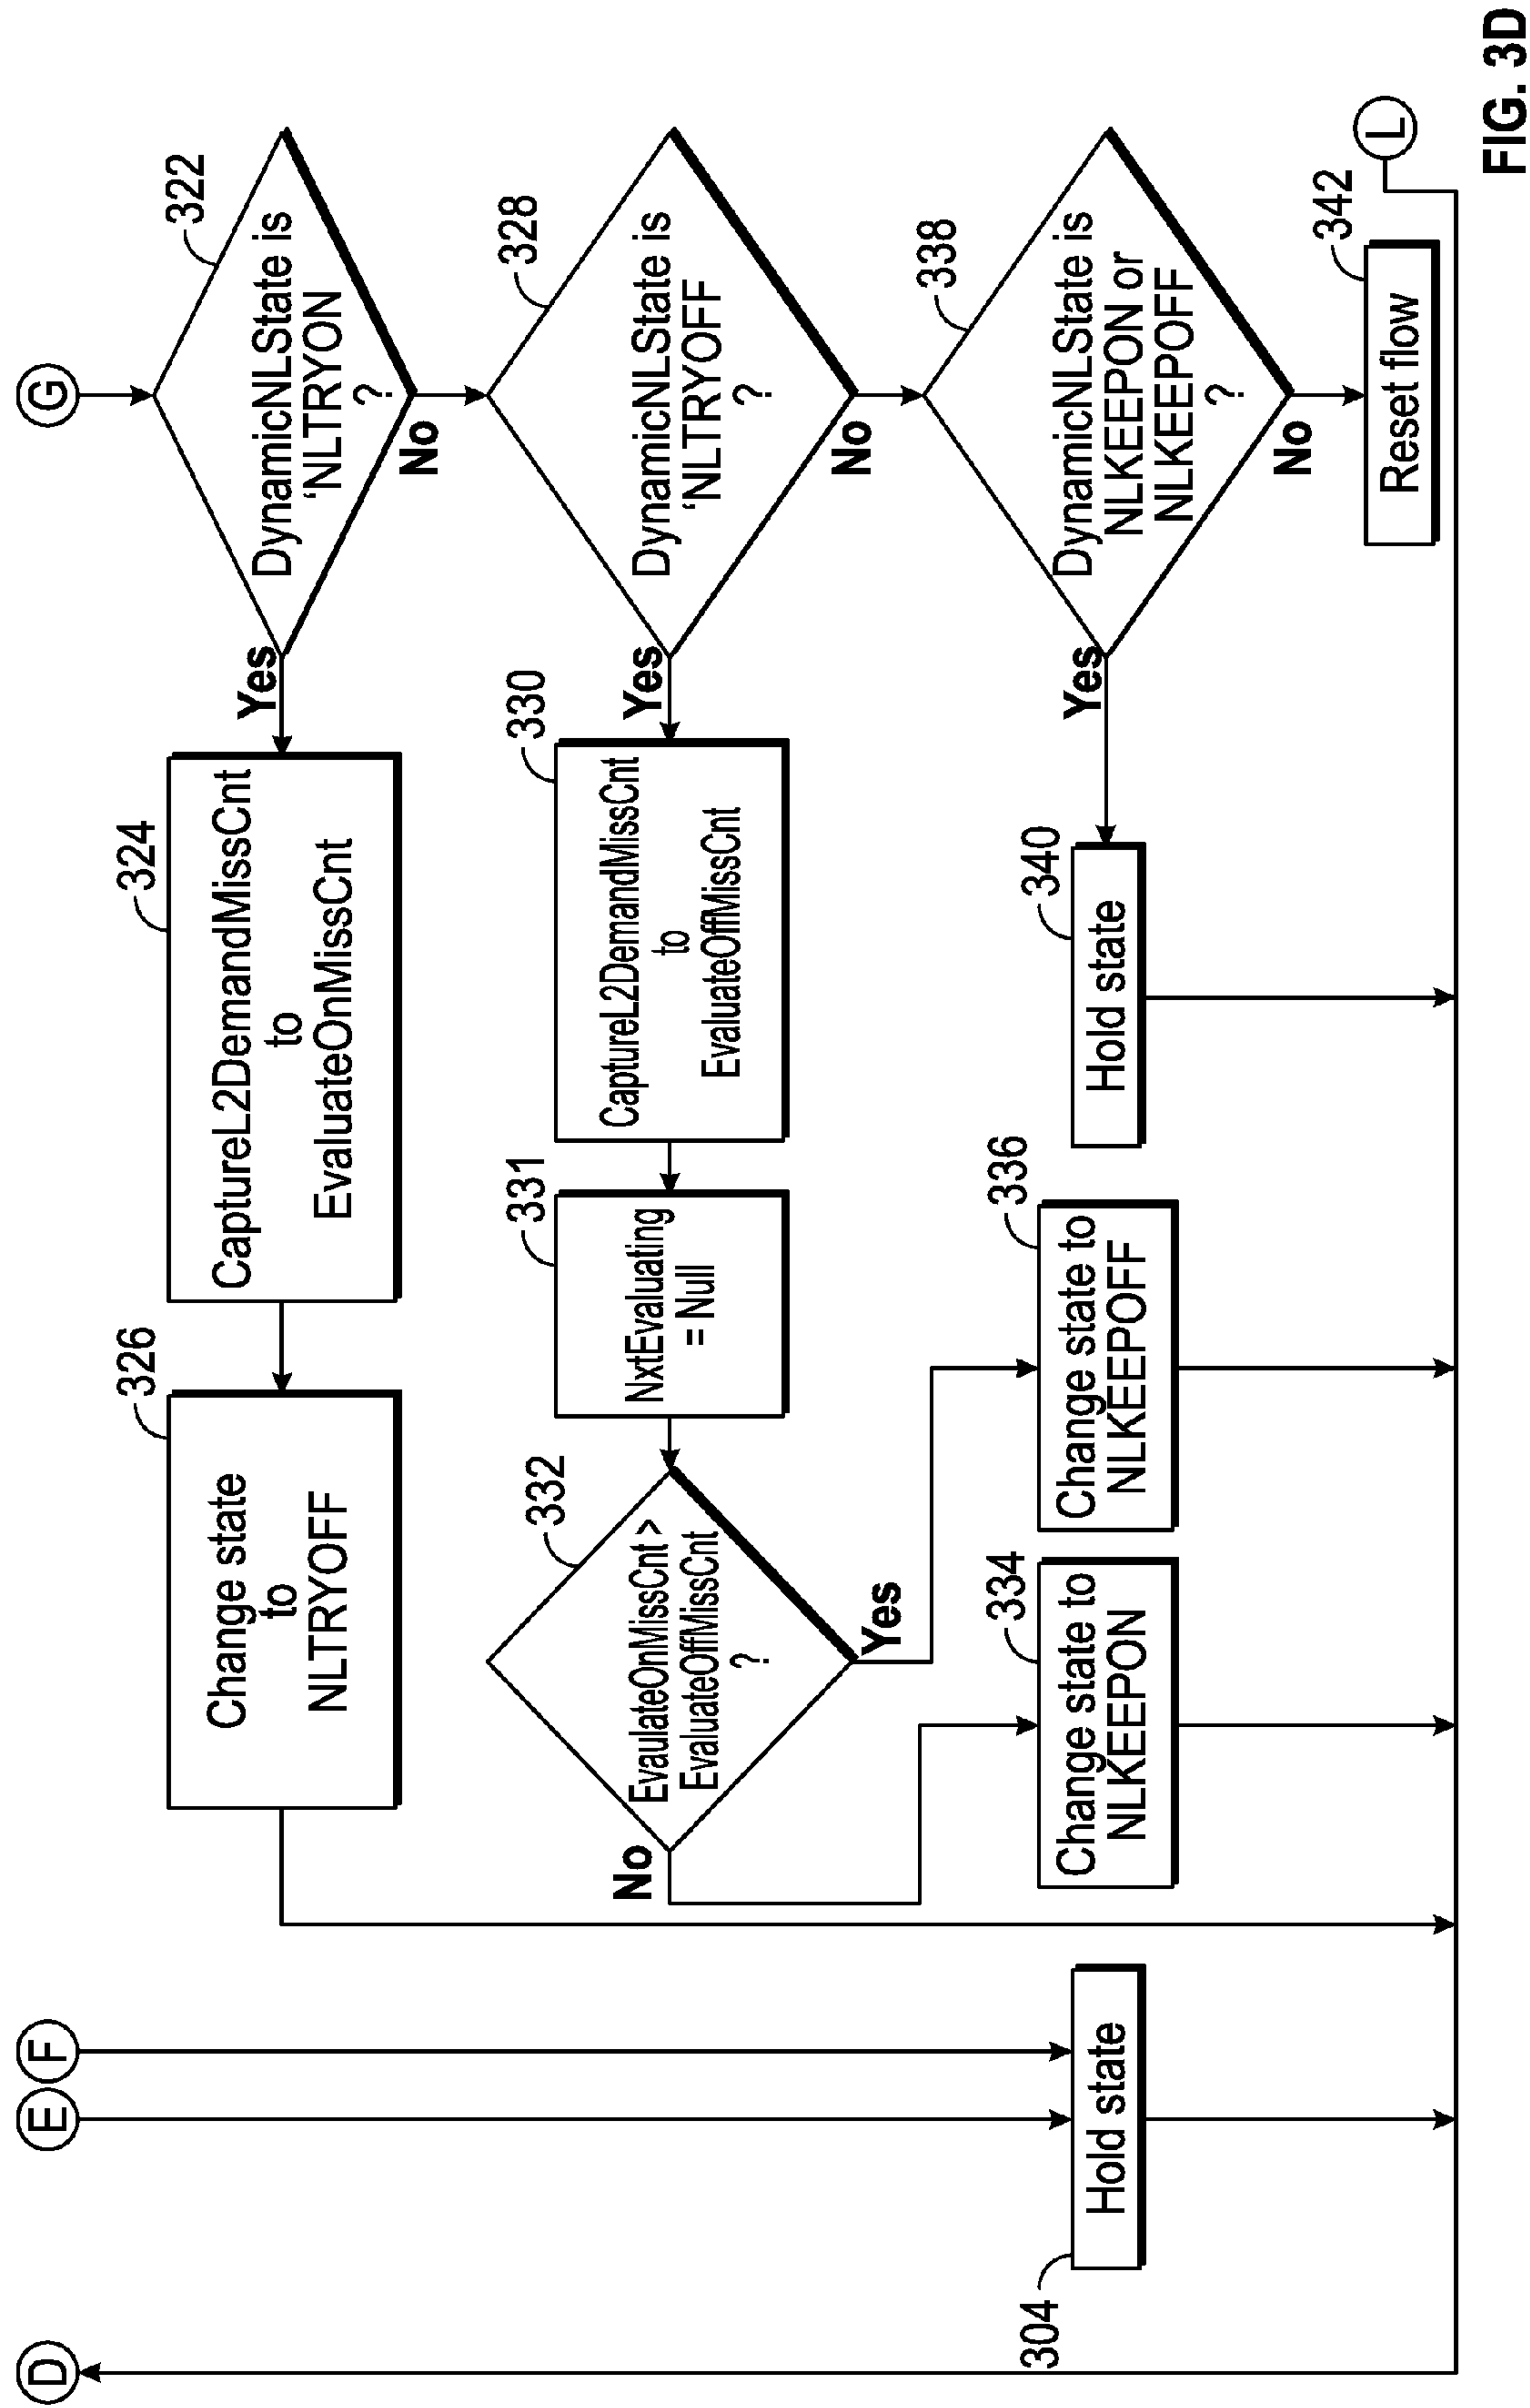 D
E
F
G
322
DynamicNLState is
‘NLTRYON
?
Yes
No
324
CaptureL2DemandMissCnt
to
EvaluateOnMissCnt
326
Change state
to
NLTRYOFF
328
DynamicNLState is
‘NLTRYOFF
?
Yes
No
330
CaptureL2DemandMissCnt
to
EvaluateOffMissCnt
331
NxtEvaluating
= Null
332
EvaulateOnMissCnt >
EvaluateOffMissCnt
?
No
Yes
334
Change state to
NLKEEPON
336
Change state to
NLKEEPOFF
338
DynamicNLState is
NLKEEPON or
NLKEEPOFF
?
Yes
No
340
Hold state
342
Reset flow
304
Hold state
L
FIG. 3D